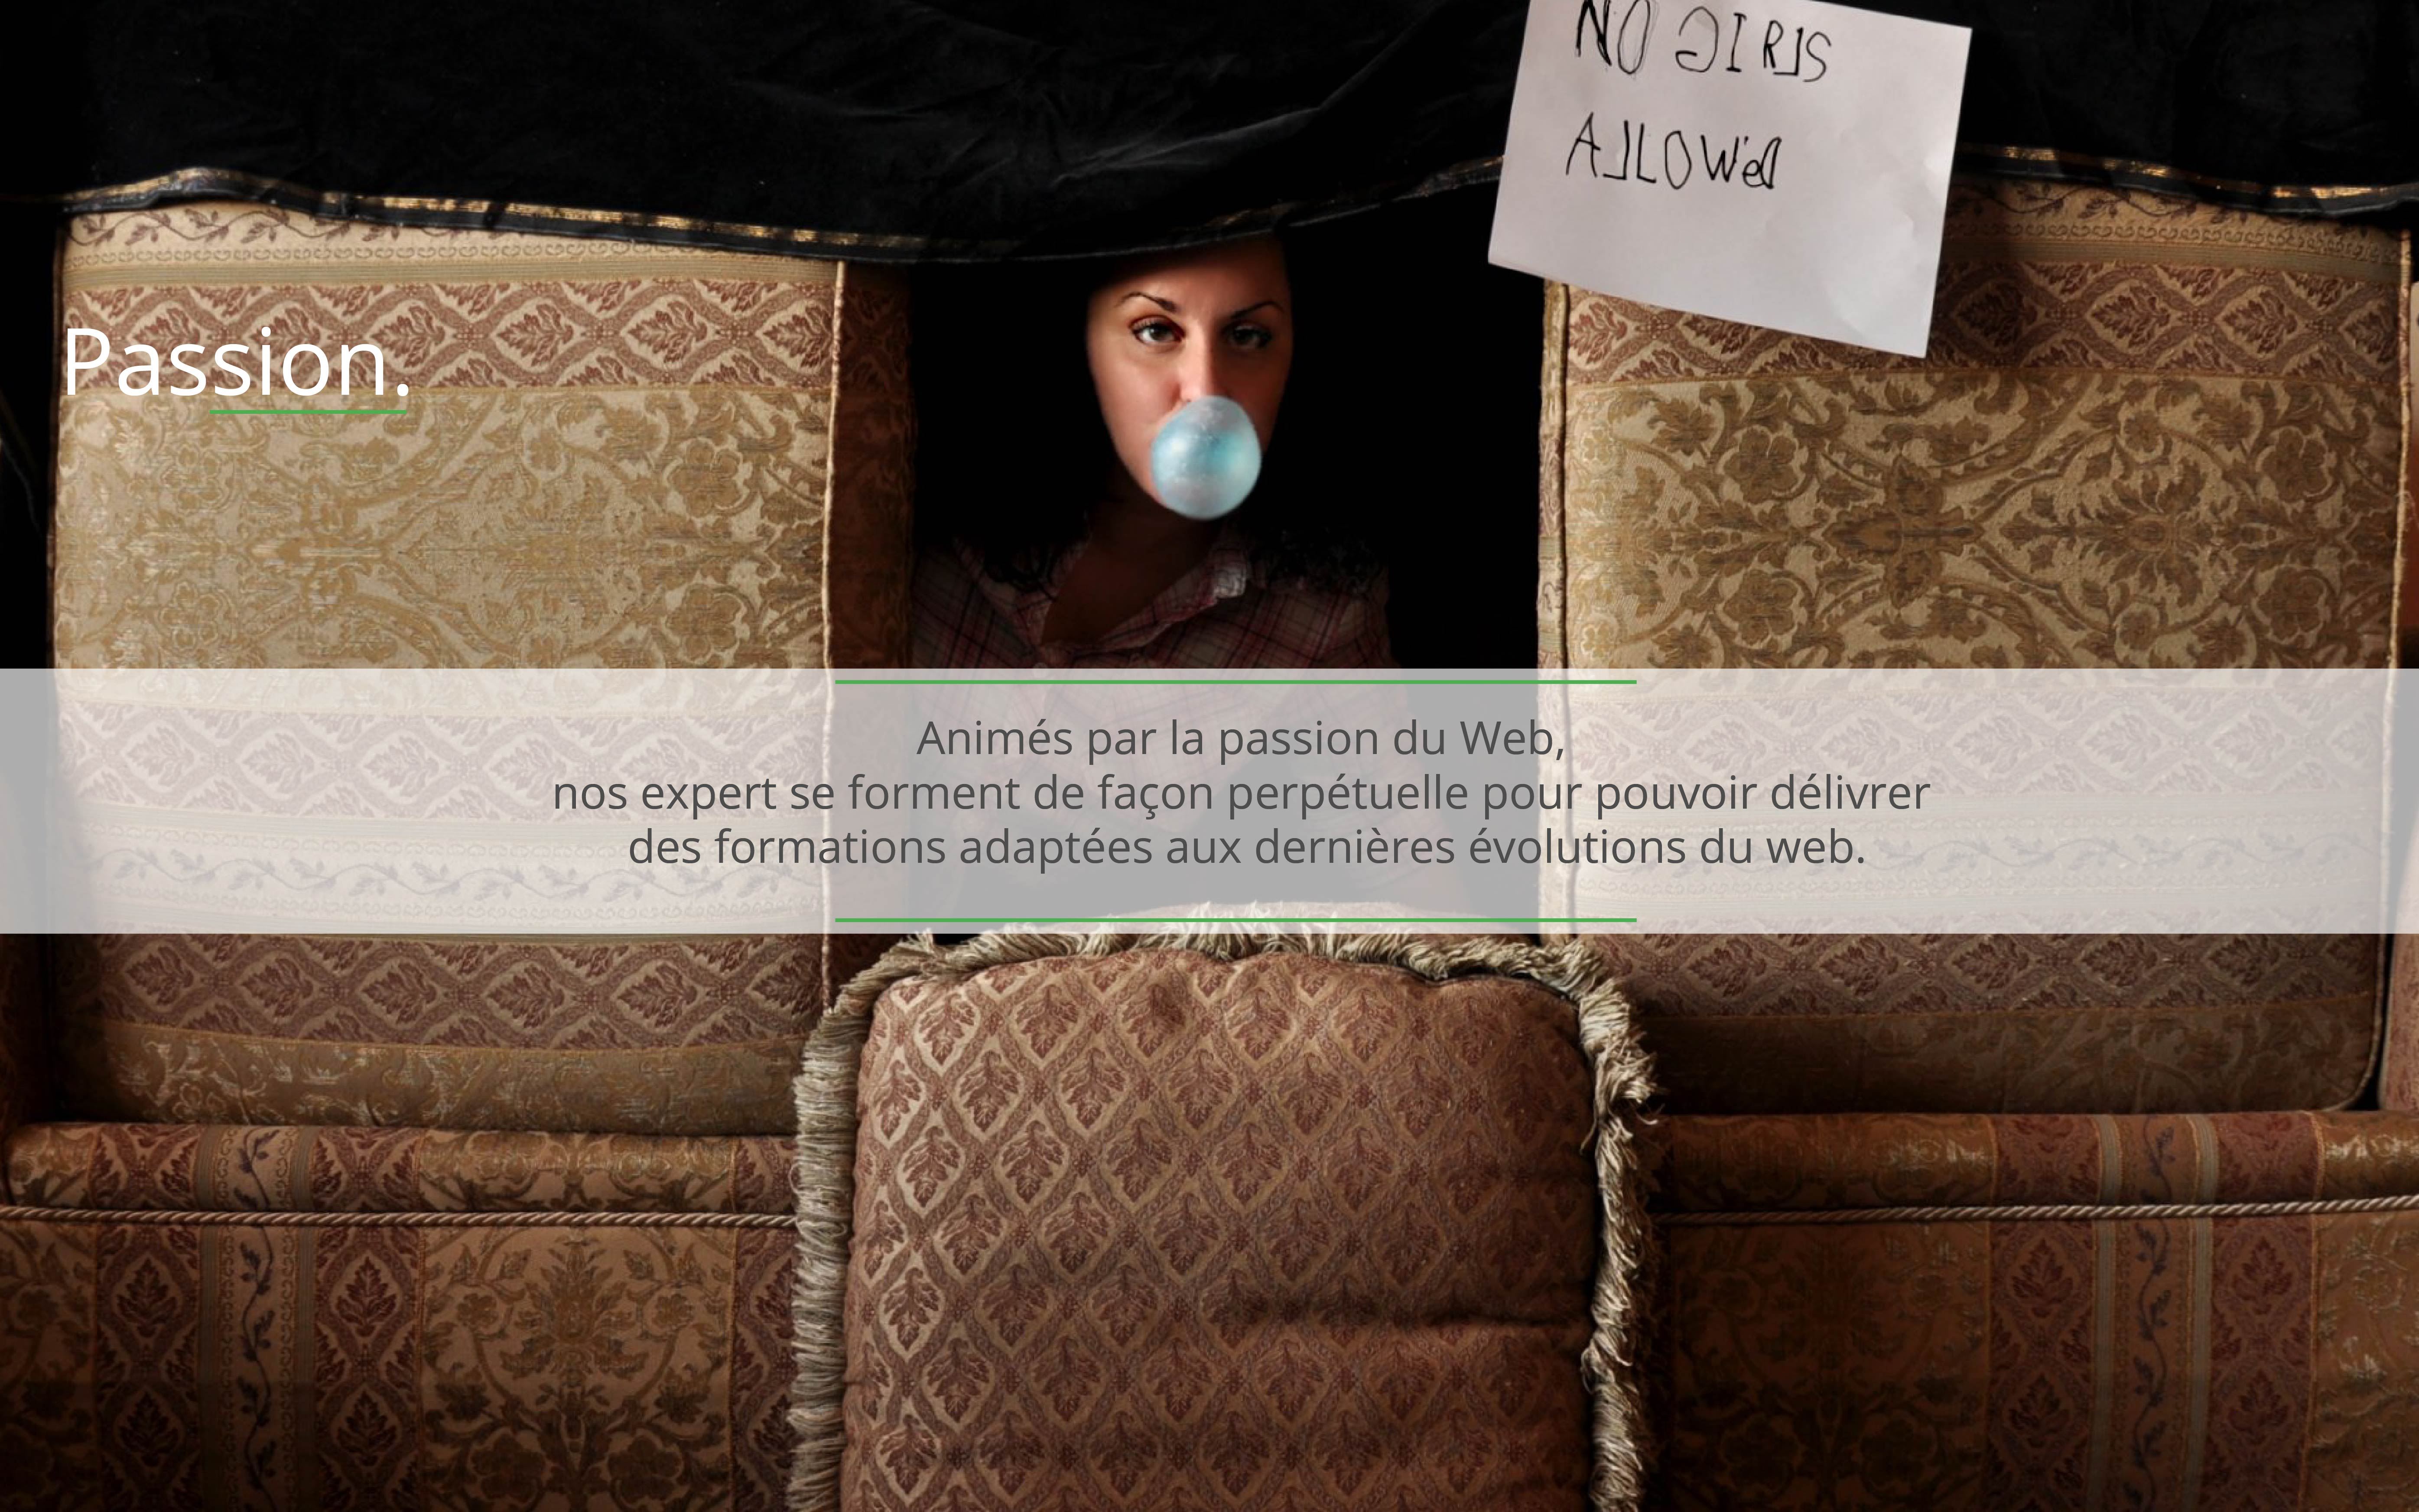 NO GIRLS
ALLOWed
Passion.
Animés par la passion du Web,
nos expert se forment de façon perpétuelle pour pouvoir délivrer
des formations adaptées aux dernières évolutions du web.